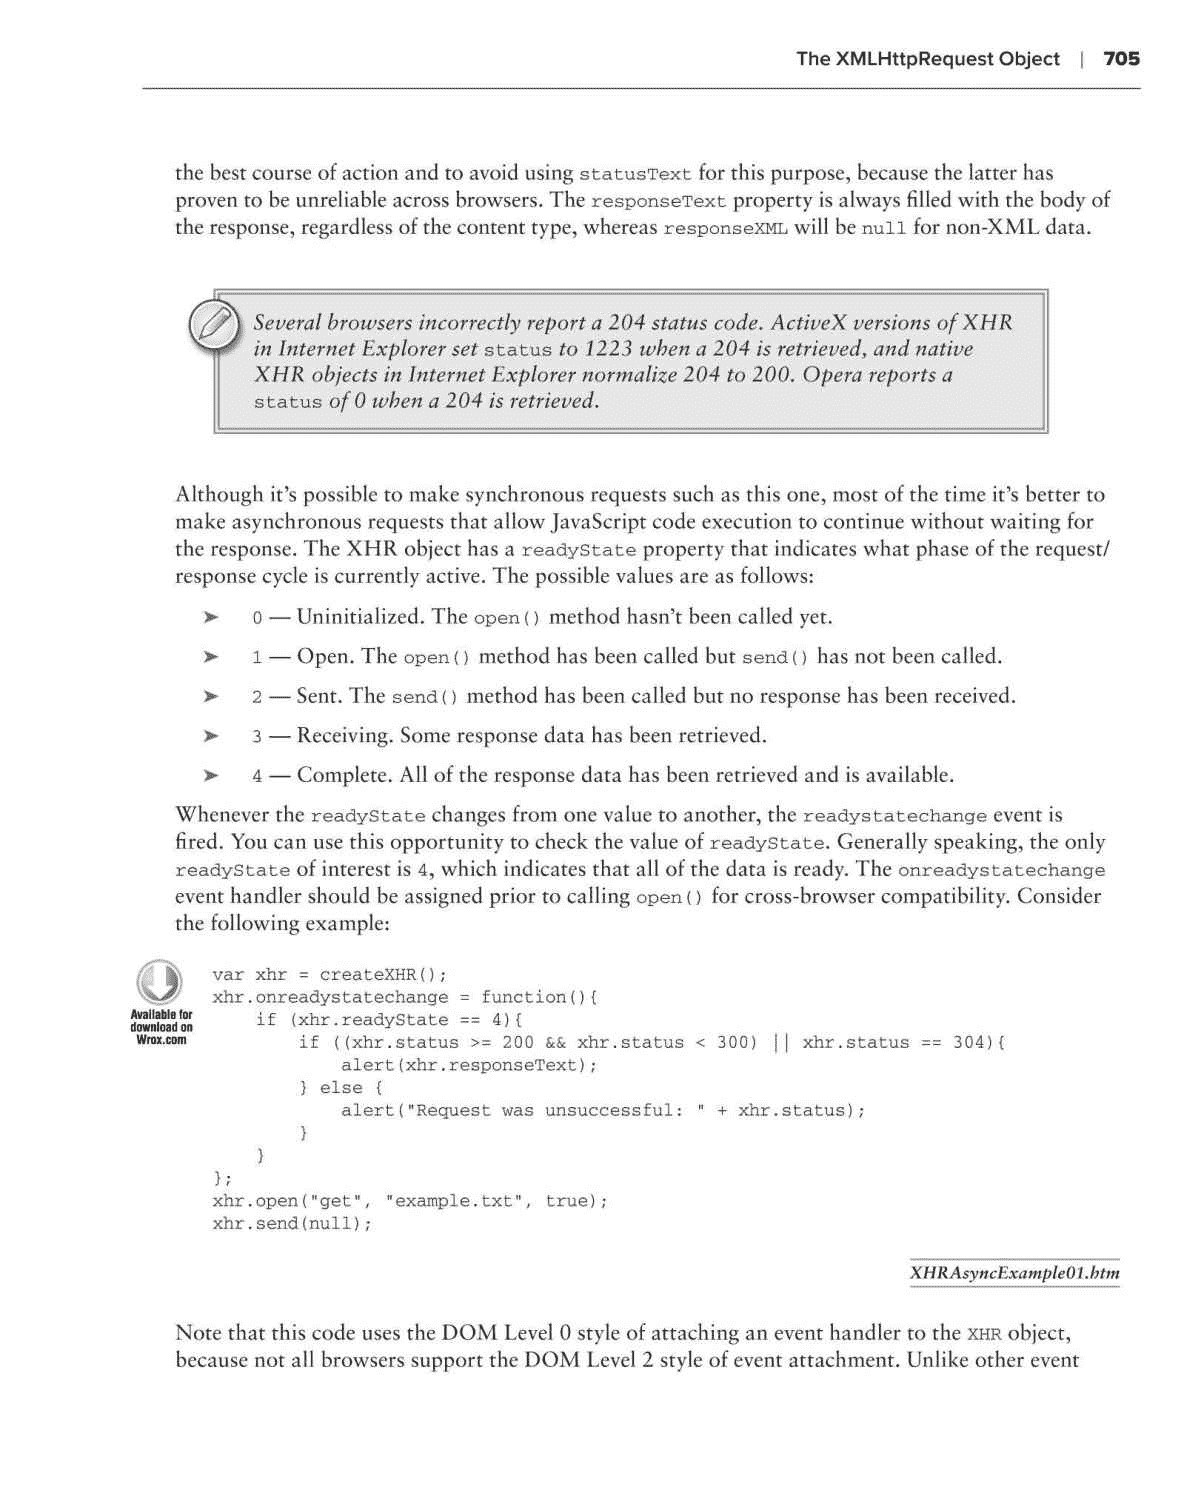 The XMLHttpRequest Object | 705
the best course of action and to avoid using statusText for this purpose, because the latter has
proven to be unreliable across browsers. The responseText property is always filled with the body of
the response, regardless of the content type, whereas responseXML will be null for non-XML data.
Several browsers incorrectly report a 204 status code. ActiveX versions of XHR
in Internet Explorer set status to 1223 when a 204 is retrieved, and native
XHR objects in Internet Explorer normalize 204 to 200. Opera reports a
status of 0 when a 204 is retrieved.
Although it's possible to make synchronous requests such as this one, most of the time it's better to
make asynchronous requests that allow JavaScript code execution to continue without waiting for
the response. The XHR object has a readyState property that indicates what phase of the request/
response cycle is currently active. The possible values are as follows:
➤ 0 — Uninitialized. The open() method hasn't been called yet.
➤ 1 — Open. The open() method has been called but send() has not been called.
➤ 2 — Sent. The send() method has been called but no response has been received.
➤ 3 — Receiving. Some response data has been retrieved.
➤ 4 — Complete. All of the response data has been retrieved and is available.
Whenever the readyState changes from one value to another, the readystatechange event is
fired. You can use this opportunity to check the value of readyState. Generally speaking, the only
readyState of interest is 4, which indicates that all of the data is ready. The onreadystatechange
event handler should be assigned prior to calling open() for cross-browser compatibility. Consider
the following example:
Available for
download on
Wrox.com
var xhr = createXHR();
xhr.onreadystatechange = function(){
    if (xhr.readyState == 4){
        if ((xhr.status >= 200 && xhr.status < 300) || xhr.status == 304){
            alert(xhr.responseText);
        } else {
            alert("Request was unsuccessful: " + xhr.status);
        }
    }
};
xhr.open("get", "example.txt", true);
xhr.send(null);
XHRAsyncExample01.htm
Note that this code uses the DOM Level 0 style of attaching an event handler to the XHR object,
because not all browsers support the DOM Level 2 style of event attachment. Unlike other event